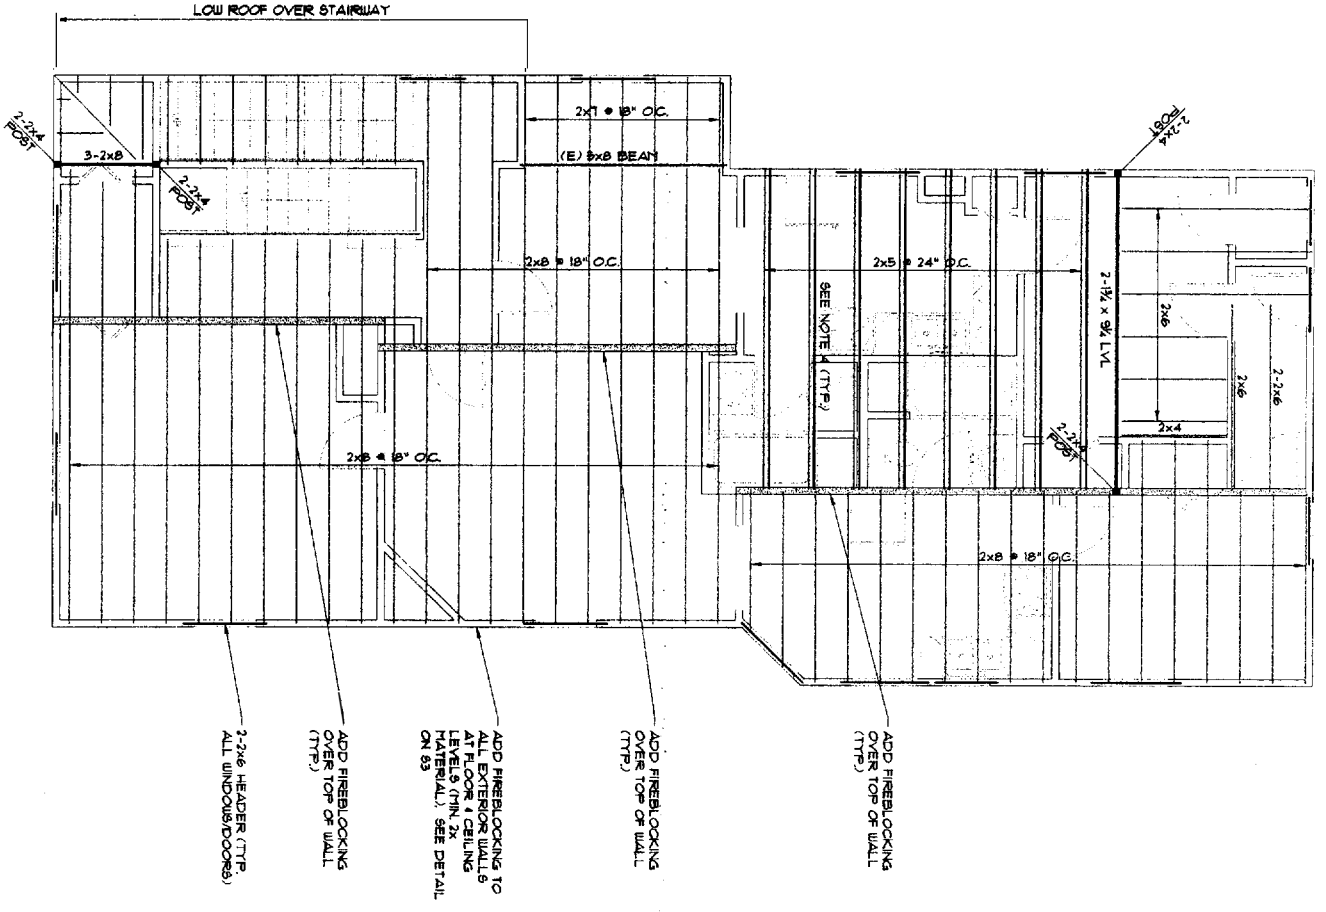 LOW ROOF OVER STAIRWAY
2-2x4
POST
3-2x8
2-2x4
POST
2x7 @ 18" O.C.
(E) 3x8 BEAM
2-2x4
POST
2x8 @ 18" O.C.
2x5 @ 24" O.C.
SEE NOTE 4 (TYP.)
2-1¾ x 9¼ LVL
2x6
2x6
2-2x6
2x4
2-2x4
POST
2x8 @ 18" O.C.
2x8 @ 18" O.C.
2-2x6 HEADER (TYP.
ALL WINDOWS/DOORS)
ADD FIREBLOCKING
OVER TOP OF WALL
(TYP.)
ADD FIREBLOCKING TO
ALL EXTERIOR WALLS
AT FLOOR & CEILING
LEVELS (MIN. 2x
MATERIAL). SEE DETAIL
ON S3
ADD FIREBLOCKING
OVER TOP OF WALL
(TYP.)
ADD FIREBLOCKING
OVER TOP OF WALL
(TYP.)